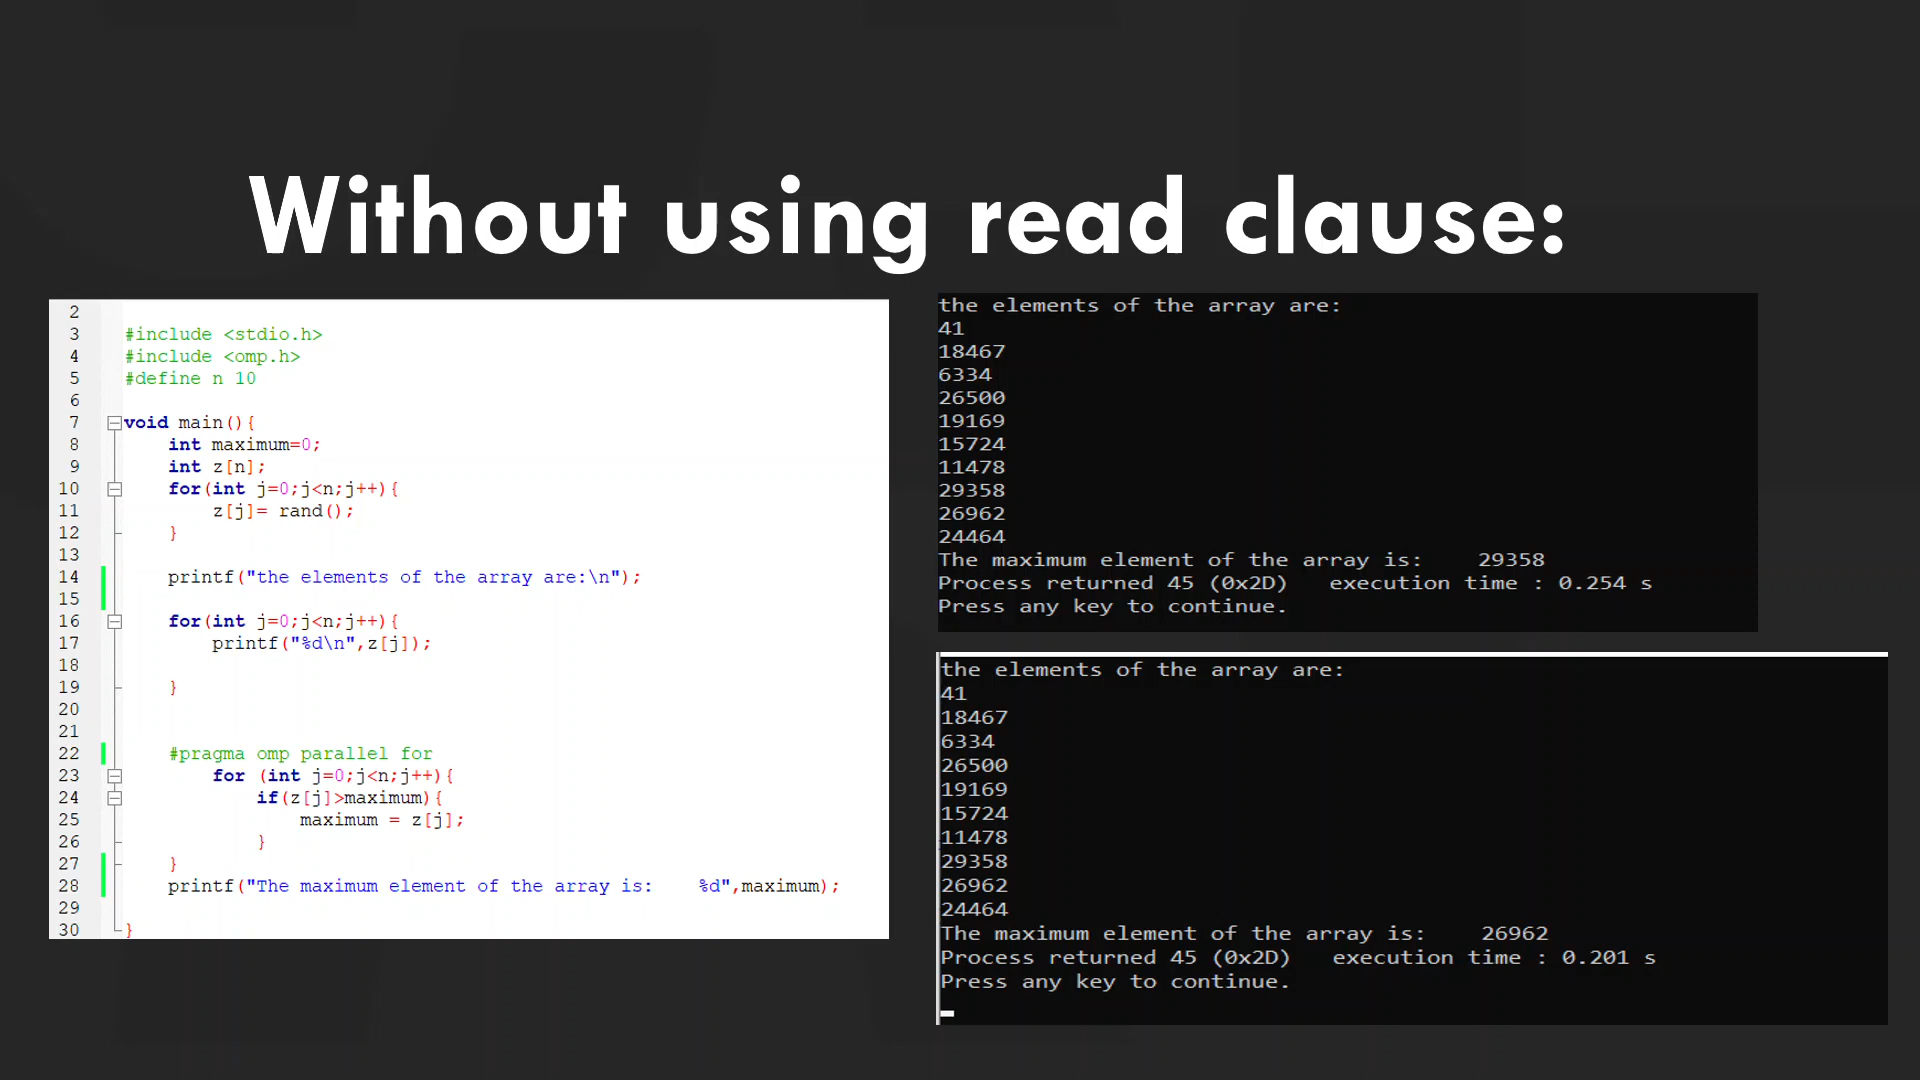 Without using read clause:
2
3 #include <stdio.h>
4 #include <omp.h>
5 #define n 10
6
7 void main(){
8 int maximum=0;
9 int z[n];
10 for(int j=0;j<n;j++){
11 z[j]= rand();
12 }
13
14 printf("the elements of the array are:\n");
15
16 for(int j=0;j<n;j++){
17 printf("%d\n",z[j]);
18
19 }
20
21
22 #pragma omp parallel for
23 for (int j=0;j<n;j++){
24 if(z[j]>maximum){
25 maximum = z[j];
26 }
27 }
28 printf("The maximum element of the array is:    %d",maximum);
29
30 }
the elements of the array are:
41
18467
6334
26500
19169
15724
11478
29358
26962
24464
The maximum element of the array is:    29358
Process returned 45 (0x2D)   execution time : 0.254 s
Press any key to continue.
the elements of the array are:
41
18467
6334
26500
19169
15724
11478
29358
26962
24464
The maximum element of the array is:    26962
Process returned 45 (0x2D)   execution time : 0.201 s
Press any key to continue.